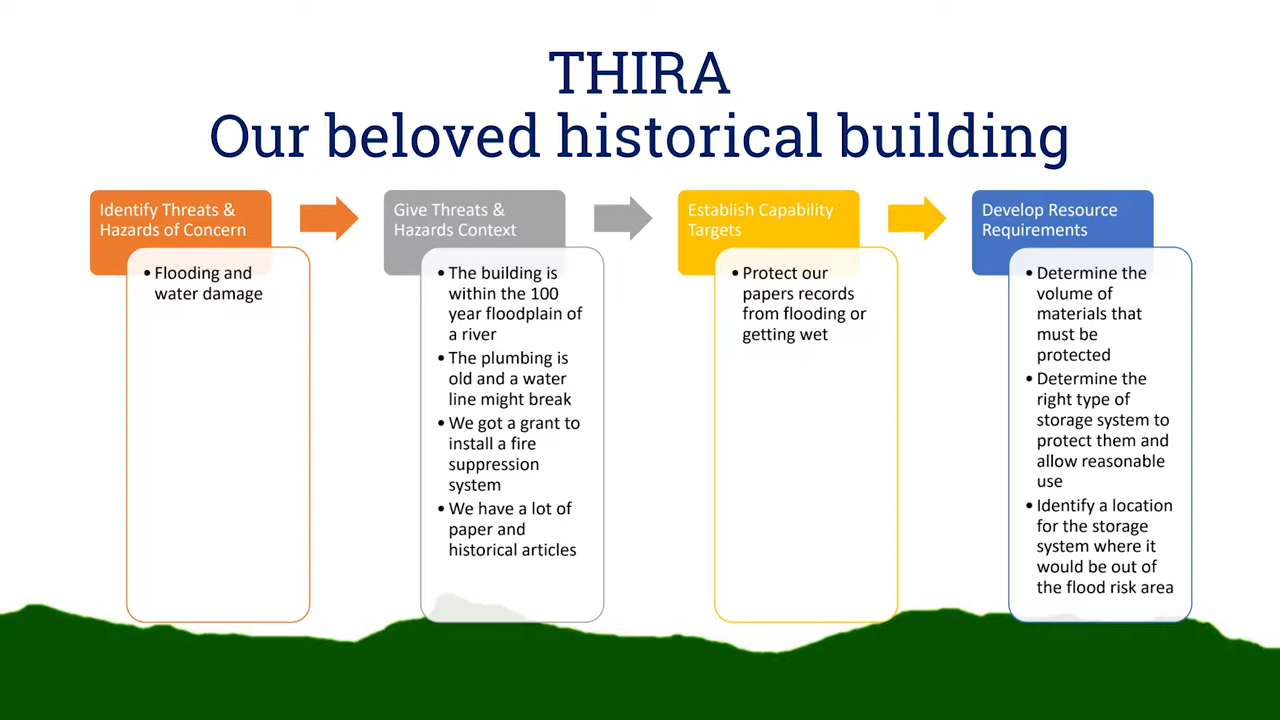 THIRA
Our beloved historical building
Identify Threats &
Hazards of Concern
• Flooding and
water damage
Give Threats &
Hazards Context
• The building is
within the 100
year floodplain of
a river
• The plumbing is
old and a water
line might break
• We got a grant to
install a fire
suppression
system
• We have a lot of
paper and
historical articles
Establish Capability
Targets
• Protect our
papers records
from flooding or
getting wet
Develop Resource
Requirements
• Determine the
volume of
materials that
must be
protected
• Determine the
right type of
storage system to
protect them and
allow reasonable
use
• Identify a location
for the storage
system where it
would be out of
the flood risk area